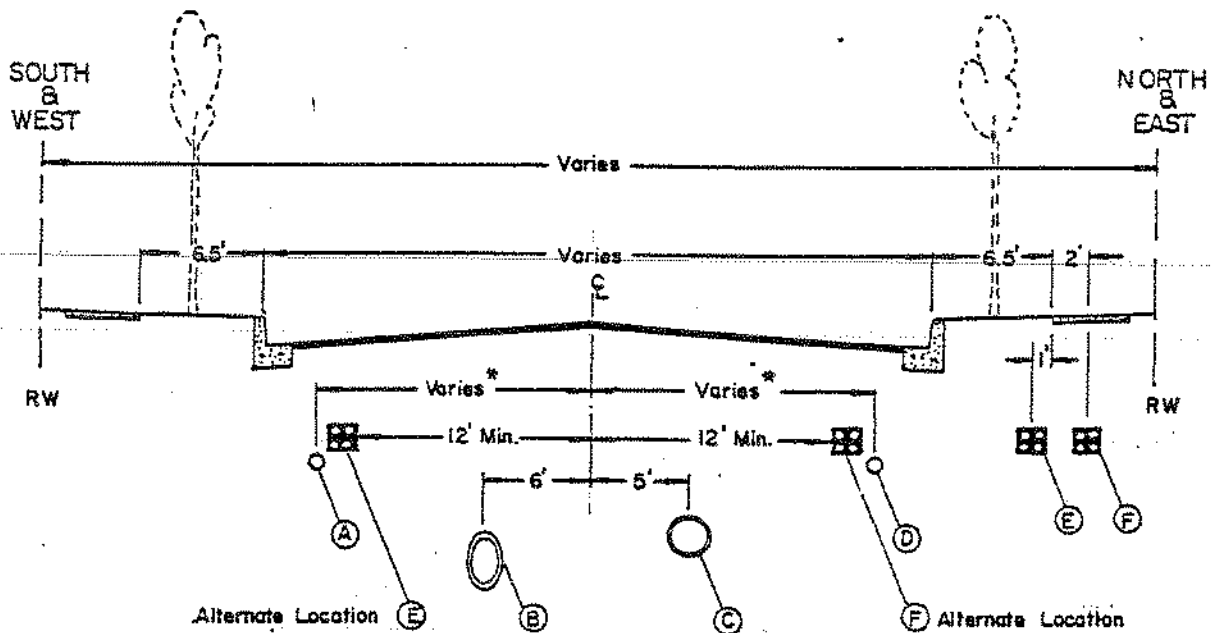 SOUTH
&
WEST
NORTH
&
EAST
Varies
6.5'
Varies
6.5'
2'
℄
1'
RW
Varies*
Varies*
RW
12' Min.
12' Min.
6'
5'
A
D
E
F
B
C
Alternate Location E
F Alternate Location